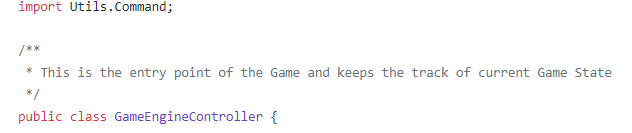 import Utils.Command;
/**
* This is the entry point of the Game and keeps the track of current Game State
*/
public class GameEngineController {